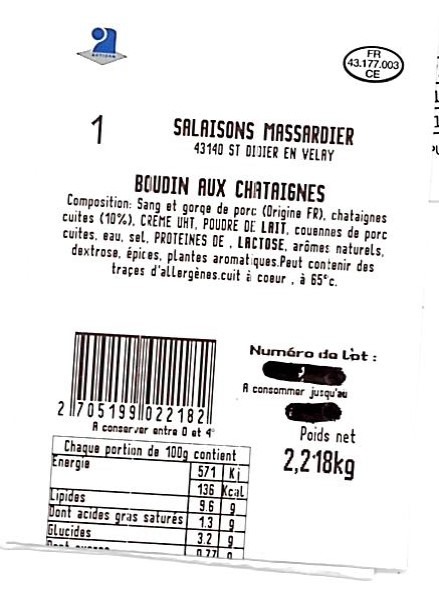 ARTISAN
FR
43.177.003
CE
1
SALAISONS MASSARDIER
43140 ST DIDIER EN VELAY
BOUDIN AUX CHATAIGNES
Composition: Sang et gorge de porc (Origine FR), chataignes
cuites (10%), CREME UHT, POUDRE DE LAIT, couennes de porc
cuites, eau, sel, PROTEINES DE , LACTOSE, arômes naturels,
dextrose, épices, plantes aromatiques.Peut contenir des
traces d'allergènes.cuit à coeur , à 65°c.
Numéro de Lot :
A consommer jusqu'au
2 705199 022182
A conserver entre 0 et 4°
Poids net
2,218kg
Chaque portion de 100g contient
Energie
571 Kj
136 Kcal
Lipides 9.6 g
Dont acides gras saturés 1.3 g
Glucides 3.2 g
0.77